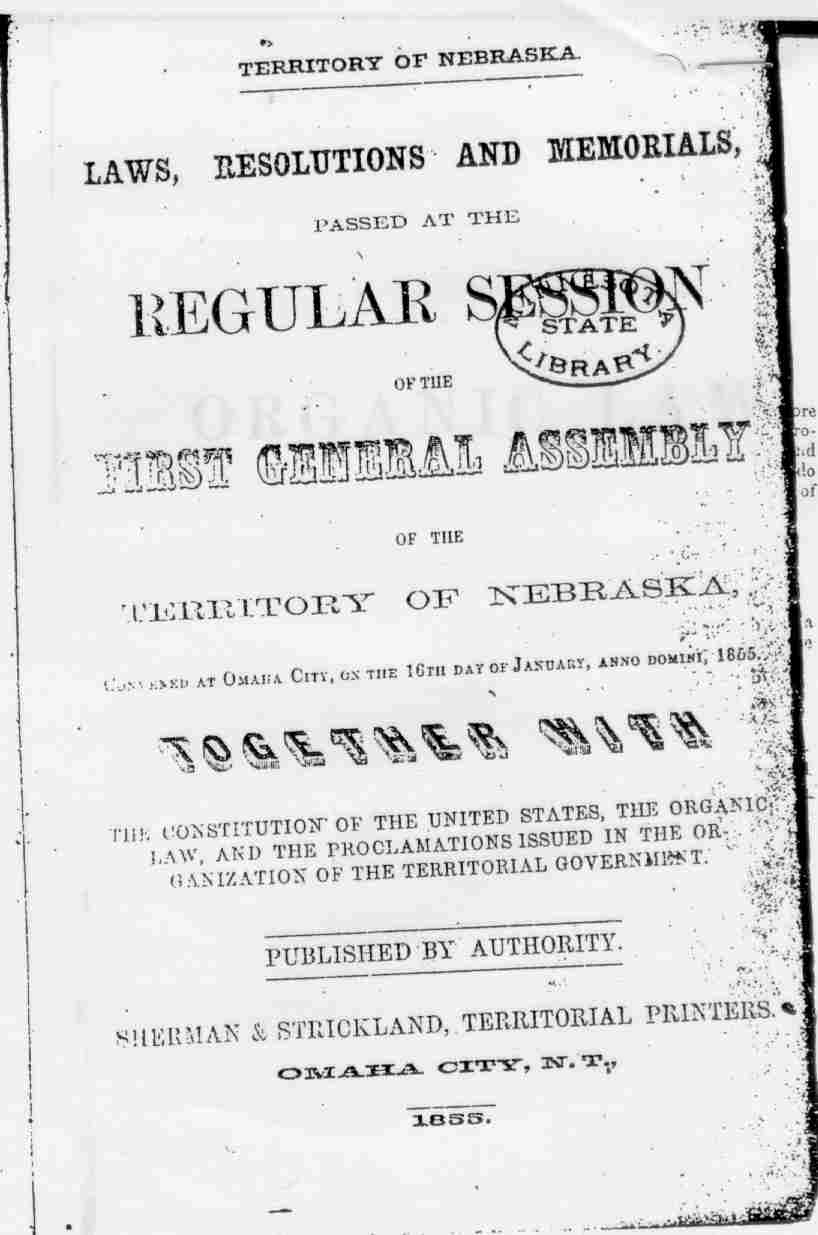 TERRITORY OF NEBRASKA.
LAWS, RESOLUTIONS AND MEMORIALS,
PASSED AT THE
REGULAR SESSION
MINNESOTA
STATE
LIBRARY.
OF THE
FIRST GENERAL ASSEMBLY
OF THE
TERRITORY OF NEBRASKA,
CONVENED AT OMAHA CITY, ON THE 16TH DAY OF JANUARY, ANNO DOMINI, 1855.
TOGETHER WITH
THE CONSTITUTION OF THE UNITED STATES, THE ORGANIC
LAW, AND THE PROCLAMATIONS ISSUED IN THE OR-
GANIZATION OF THE TERRITORIAL GOVERNMENT.
PUBLISHED BY AUTHORITY.
SHERMAN & STRICKLAND, TERRITORIAL PRINTERS.
OMAHA CITY, N. T.,
1855.